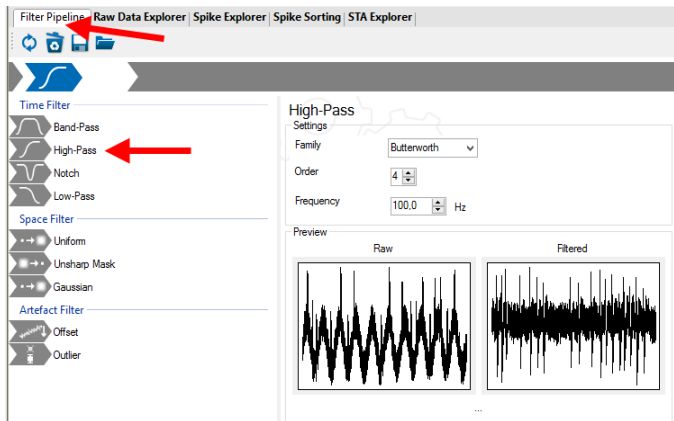 Filter Pipeline Raw Data Explorer Spike Explorer Spike Sorting STA Explorer
Time Filter
Band-Pass
High-Pass
Notch
Low-Pass
Space Filter
Uniform
Unsharp Mask
Gaussian
Artefact Filter
Offset
Outlier
High-Pass
Settings
Family Butterworth
Order 4
Frequency 100,0 Hz
Preview
Raw Filtered
...